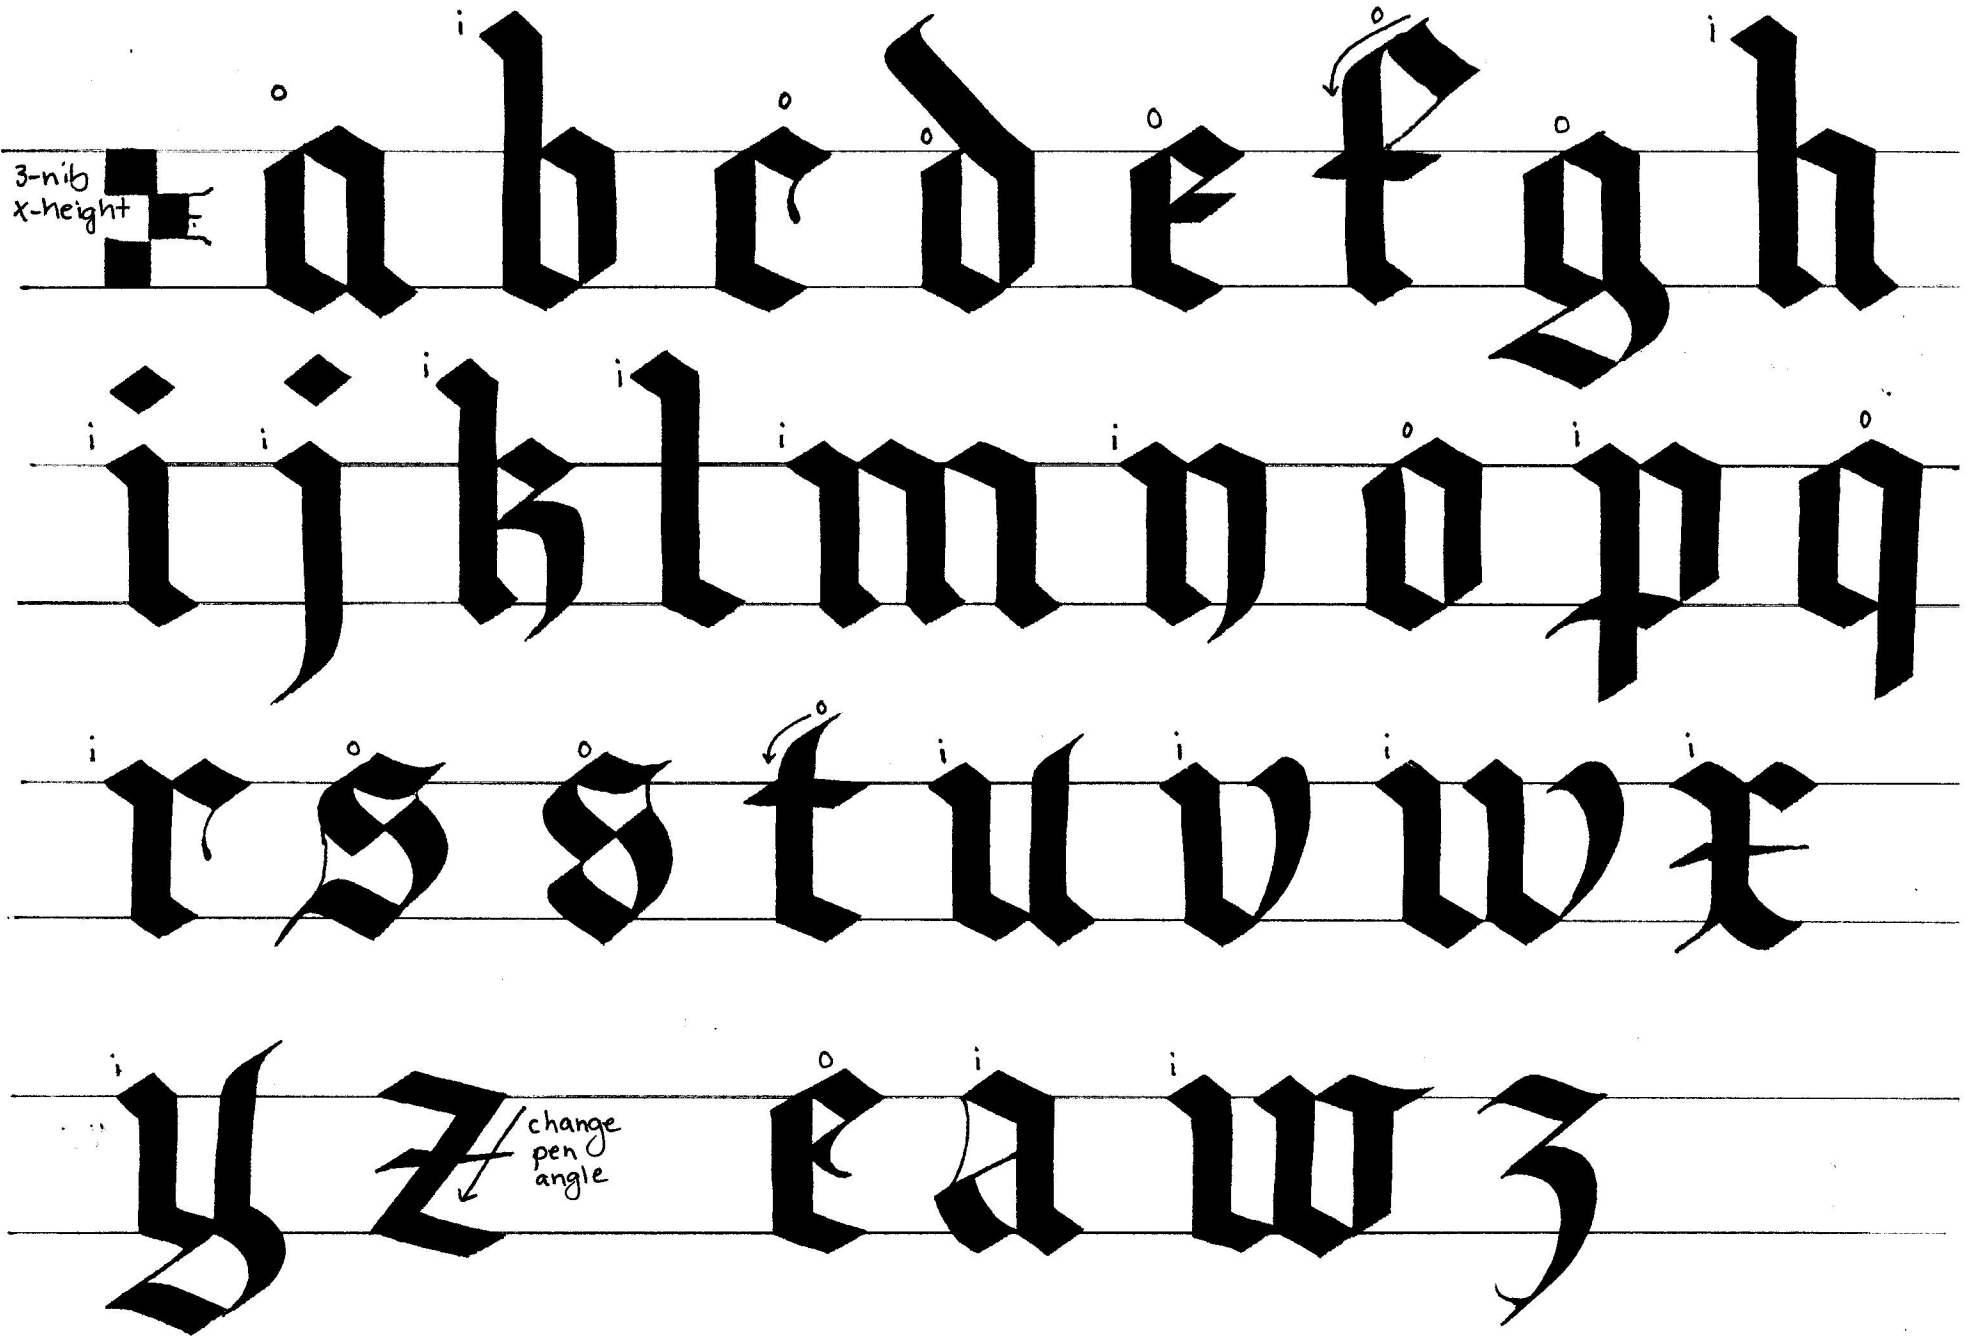 o i o o o o o i
3-nib
x-height
a b c d e f g h
i i i i i i o i o
i j k l m n o p q
i o o o i i i i
r s s t u v w x
i o i i
y z e a w z
change
pen
angle